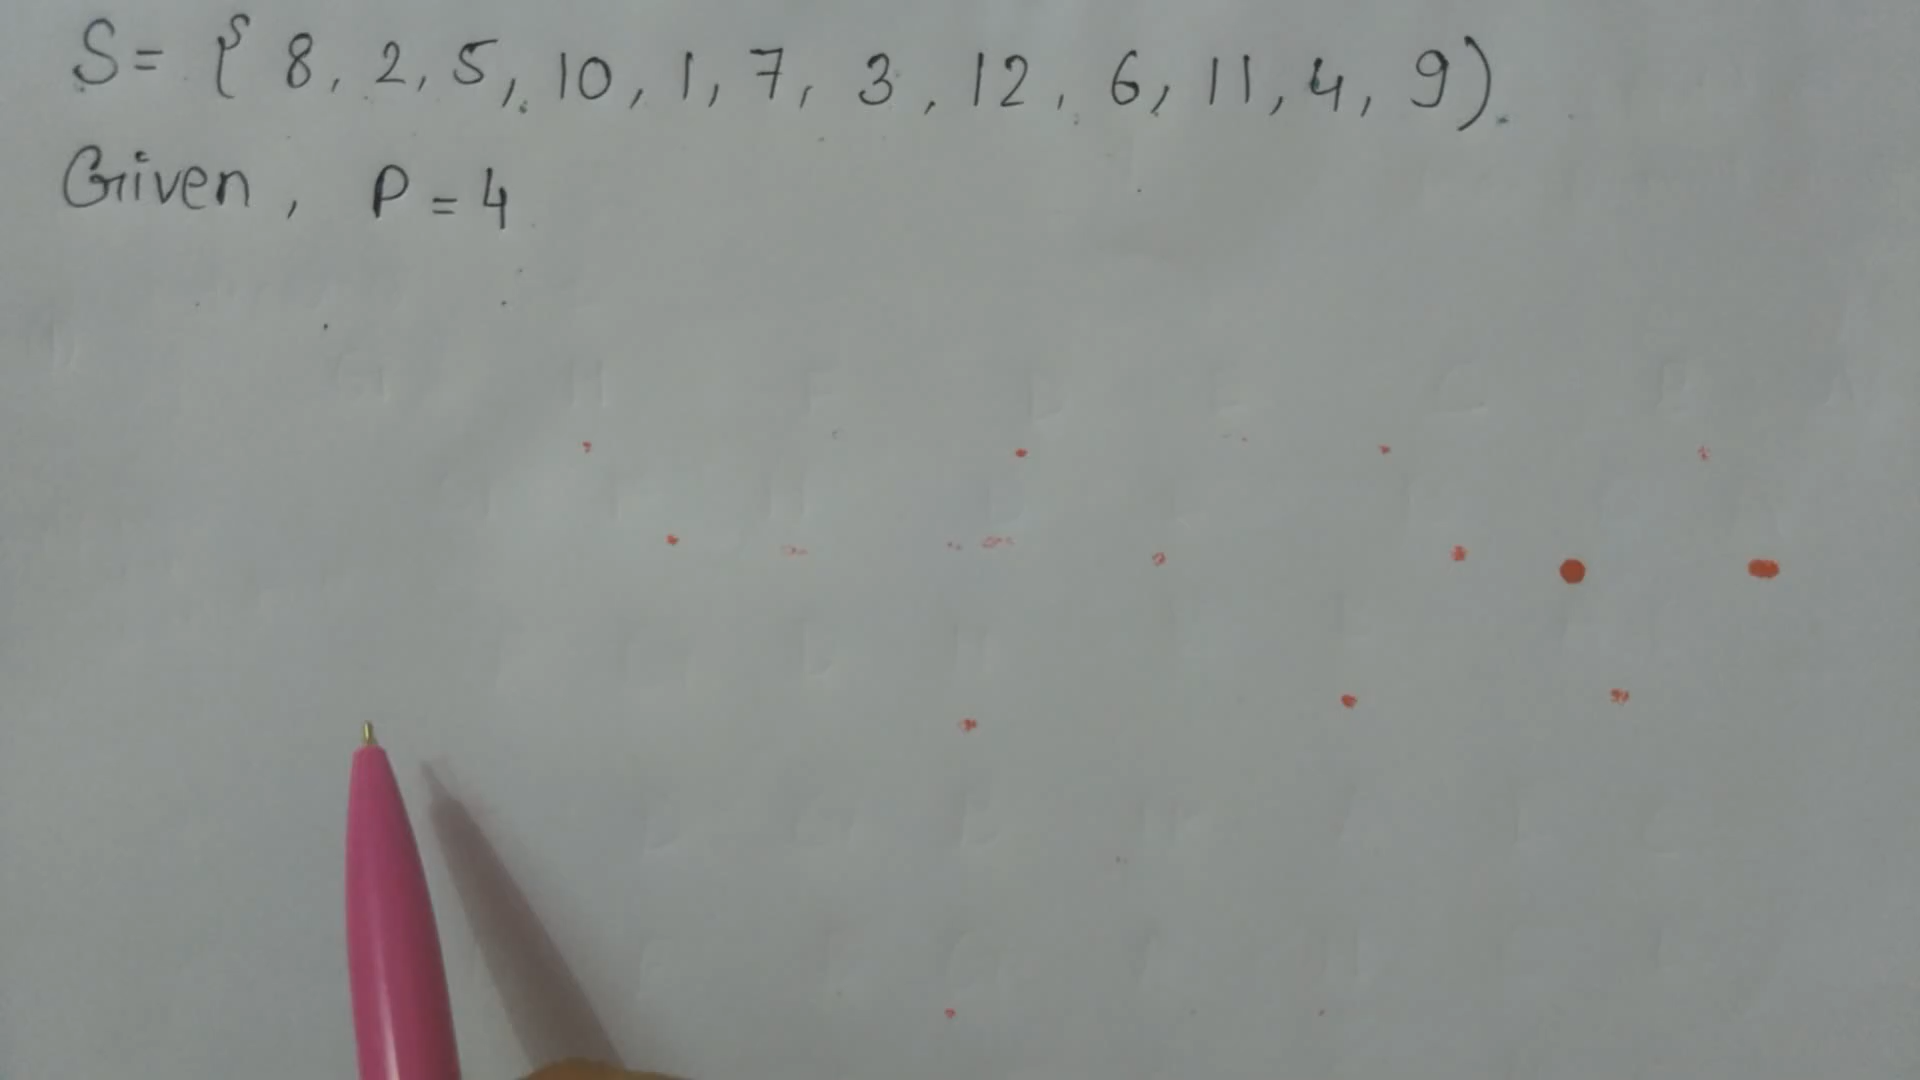 S = { 8, 2, 5, 10, 1, 7, 3, 12, 6, 11, 4, 9).
Given, P = 4